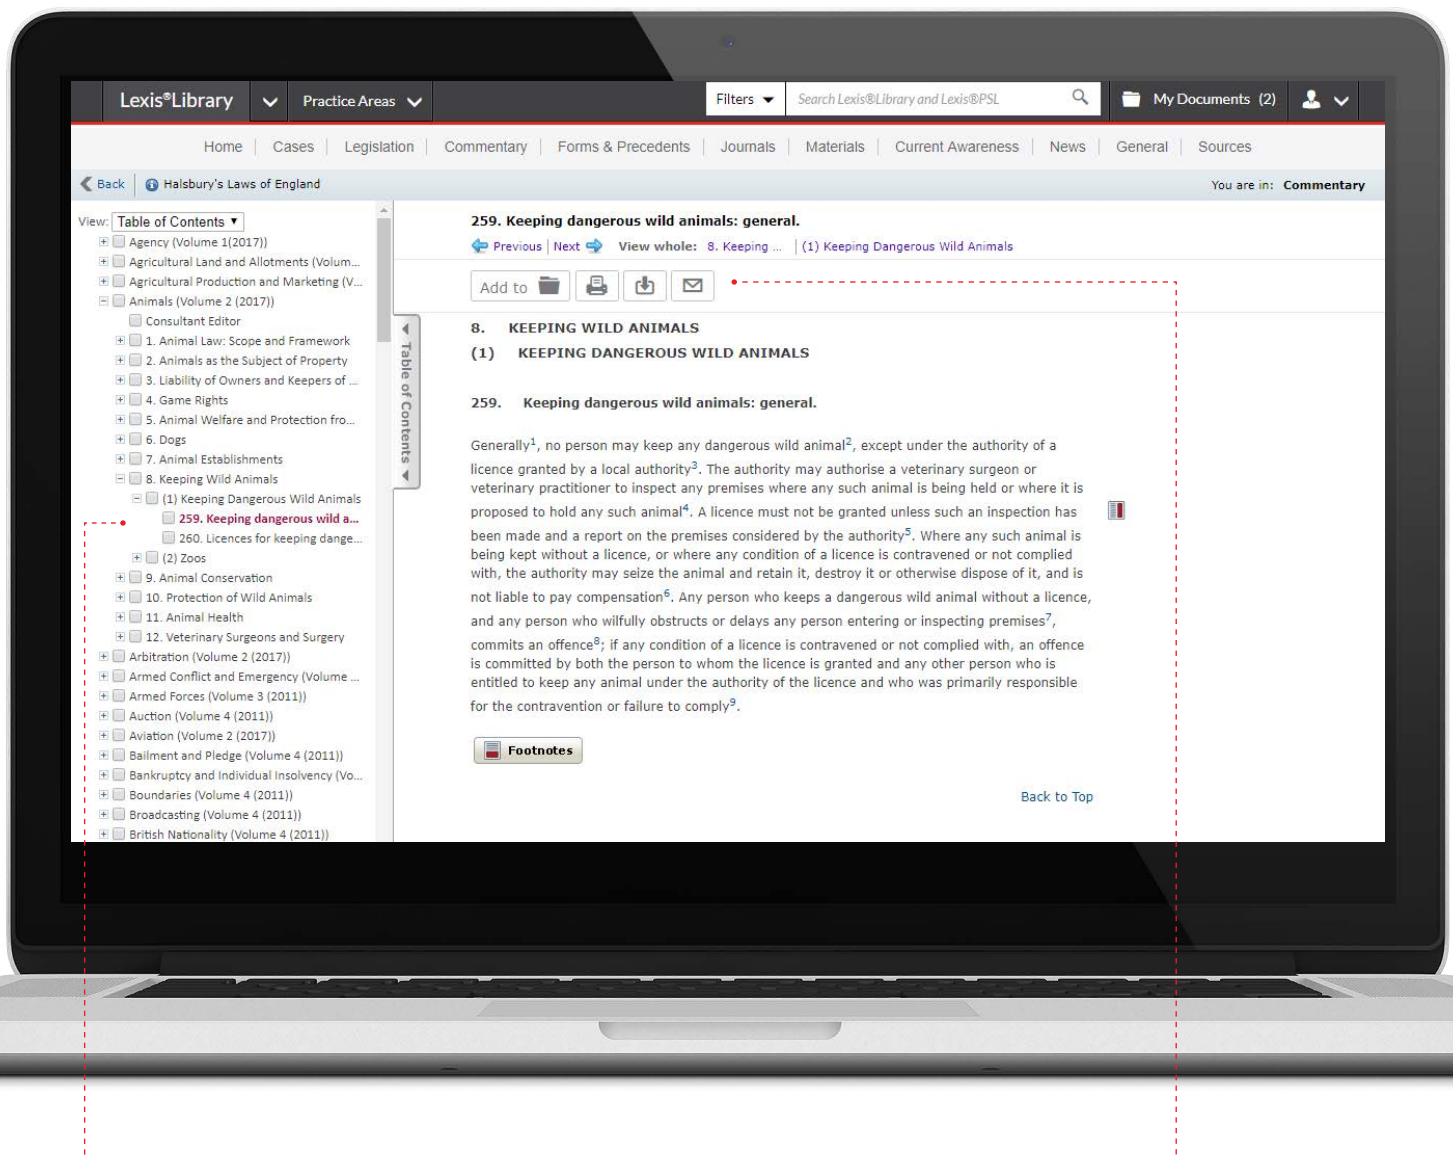 Lexis®Library
Practice Areas
Filters
Search Lexis®Library and Lexis®PSL
My Documents (2)
Home
Cases
Legislation
Commentary
Forms & Precedents
Journals
Materials
Current Awareness
News
General
Sources
Back
Halsbury's Laws of England
You are in: Commentary
View: Table of Contents
Agency (Volume 1(2017))
Agricultural Land and Allotments (Volum...
Agricultural Production and Marketing (V...
Animals (Volume 2 (2017))
Consultant Editor
1. Animal Law: Scope and Framework
2. Animals as the Subject of Property
3. Liability of Owners and Keepers of ...
4. Game Rights
5. Animal Welfare and Protection fro...
6. Dogs
7. Animal Establishments
8. Keeping Wild Animals
(1) Keeping Dangerous Wild Animals
259. Keeping dangerous wild a...
260. Licences for keeping dange...
(2) Zoos
9. Animal Conservation
10. Protection of Wild Animals
11. Animal Health
12. Veterinary Surgeons and Surgery
Arbitration (Volume 2 (2017))
Armed Conflict and Emergency (Volume ...
Armed Forces (Volume 3 (2011))
Auction (Volume 4 (2011))
Aviation (Volume 2 (2017))
Bailment and Pledge (Volume 4 (2011))
Bankruptcy and Individual Insolvency (Vo...
Boundaries (Volume 4 (2011))
Broadcasting (Volume 4 (2011))
British Nationality (Volume 4 (2011))
Table of Contents
259. Keeping dangerous wild animals: general.
Previous | Next View whole: 8. Keeping ... | (1) Keeping Dangerous Wild Animals
Add to
8. KEEPING WILD ANIMALS
(1) KEEPING DANGEROUS WILD ANIMALS
259. Keeping dangerous wild animals: general.
Generally1, no person may keep any dangerous wild animal2, except under the authority of a
licence granted by a local authority3. The authority may authorise a veterinary surgeon or
veterinary practitioner to inspect any premises where any such animal is being held or where it is
proposed to hold any such animal4. A licence must not be granted unless such an inspection has
been made and a report on the premises considered by the authority5. Where any such animal is
being kept without a licence, or where any condition of a licence is contravened or not complied
with, the authority may seize the animal and retain it, destroy it or otherwise dispose of it, and is
not liable to pay compensation6. Any person who keeps a dangerous wild animal without a licence,
and any person who wilfully obstructs or delays any person entering or inspecting premises7,
commits an offence8; if any condition of a licence is contravened or not complied with, an offence
is committed by both the person to whom the licence is granted and any other person who is
entitled to keep any animal under the authority of the licence and who was primarily responsible
for the contravention or failure to comply9.
Footnotes
Back to Top